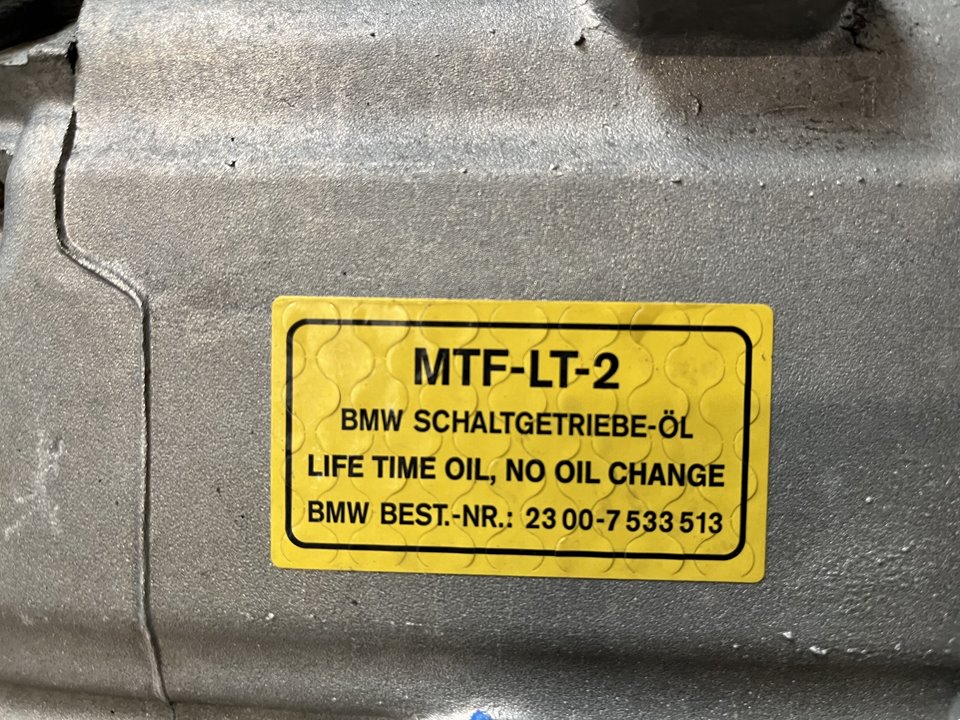 MTF-LT-2
BMW SCHALTGETRIEBE-ÖL
LIFE TIME OIL, NO OIL CHANGE
BMW BEST.-NR.: 23 00-7 533 513